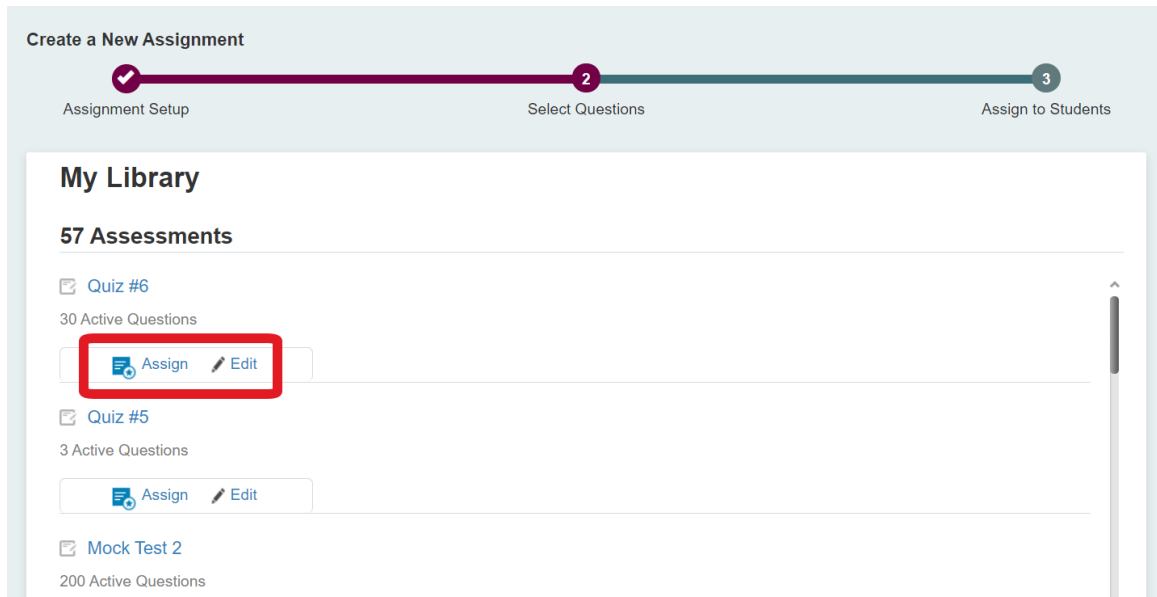 Create a New Assignment
2
3
Assignment Setup
Select Questions
Assign to Students
My Library
57 Assessments
Quiz #6
30 Active Questions
Assign Edit
Quiz #5
3 Active Questions
Assign Edit
Mock Test 2
200 Active Questions